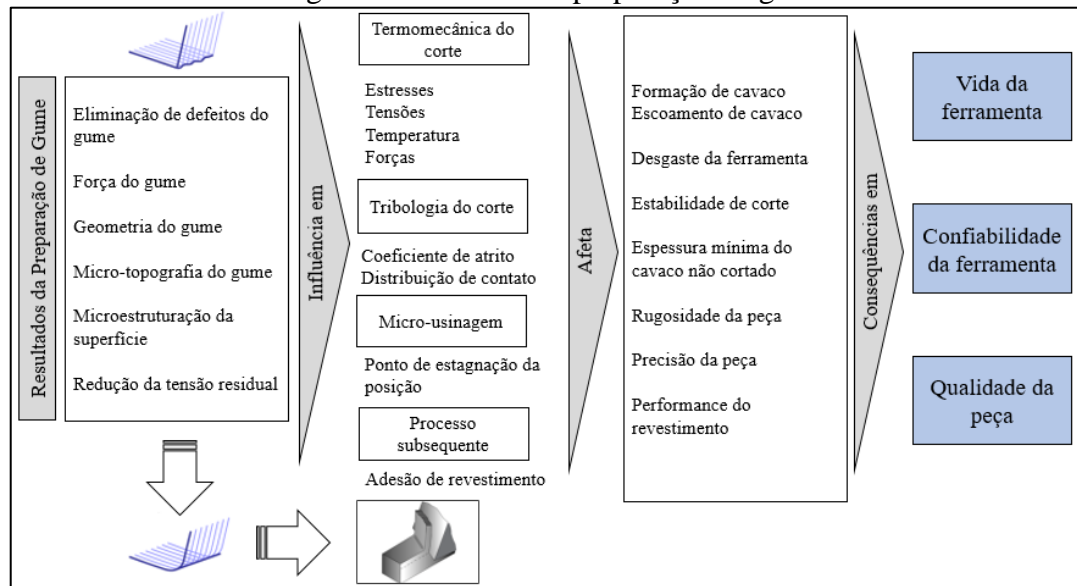 Resultados da Preparação de Gume
Eliminação de defeitos do
gume
Força do gume
Geometria do gume
Micro-topografia do gume
Microestruturação da
superfície
Redução da tensão residual
Influência em
Termomecânica do
corte
Estresses
Tensões
Temperatura
Forças
Tribologia do corte
Coeficiente de atrito
Distribuição de contato
Micro-usinagem
Ponto de estagnação da
posição
Processo
subsequente
Adesão de revestimento
Afeta
Formação de cavaco
Escoamento de cavaco
Desgaste da ferramenta
Estabilidade de corte
Espessura mínima do
cavaco não cortado
Rugosidade da peça
Precisão da peça
Performance do
revestimento
Consequências em
Vida da
ferramenta
Confiabilidade
da ferramenta
Qualidade da
peça